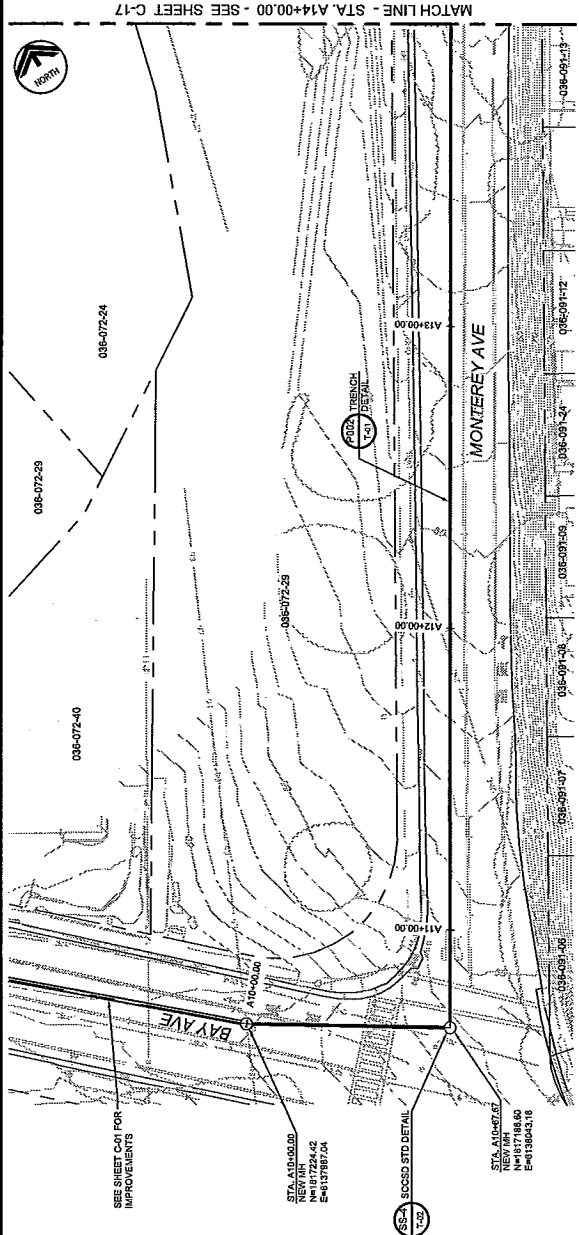 MATCH LINE - STA. A14+00.00 - SEE SHEET C-17
NORTH
036-072-24
036-072-29
036-072-40
036-072-29
P002
T-01
TRENCH
DETAIL
A13+00.00
A12+00.00
A11+00.00
A10+00.00
MONTEREY AVE
BAY AVE
036-091-13
036-091-12
036-091-24
036-091-09
036-091-08
036-091-07
036-091-06
SEE SHEET C-01 FOR
IMPROVEMENTS
STA. A10+00.00
NEW MH
N=1817224.42
E=6137987.04
SS-4
T-02
SCCSD STD DETAIL
STA. A10+67.67
NEW MH
N=1817186.60
E=6138043.16